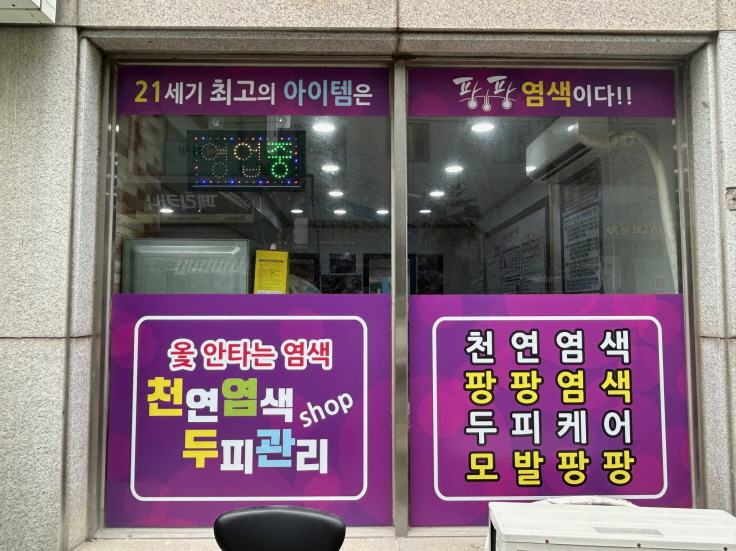 21세기 최고의 아이템은
팡팡 염색이다!!
영업중
옻 안타는 염색
천연염색 shop
두피관리
천연염색
팡팡염색
두피케어
모발팡팡